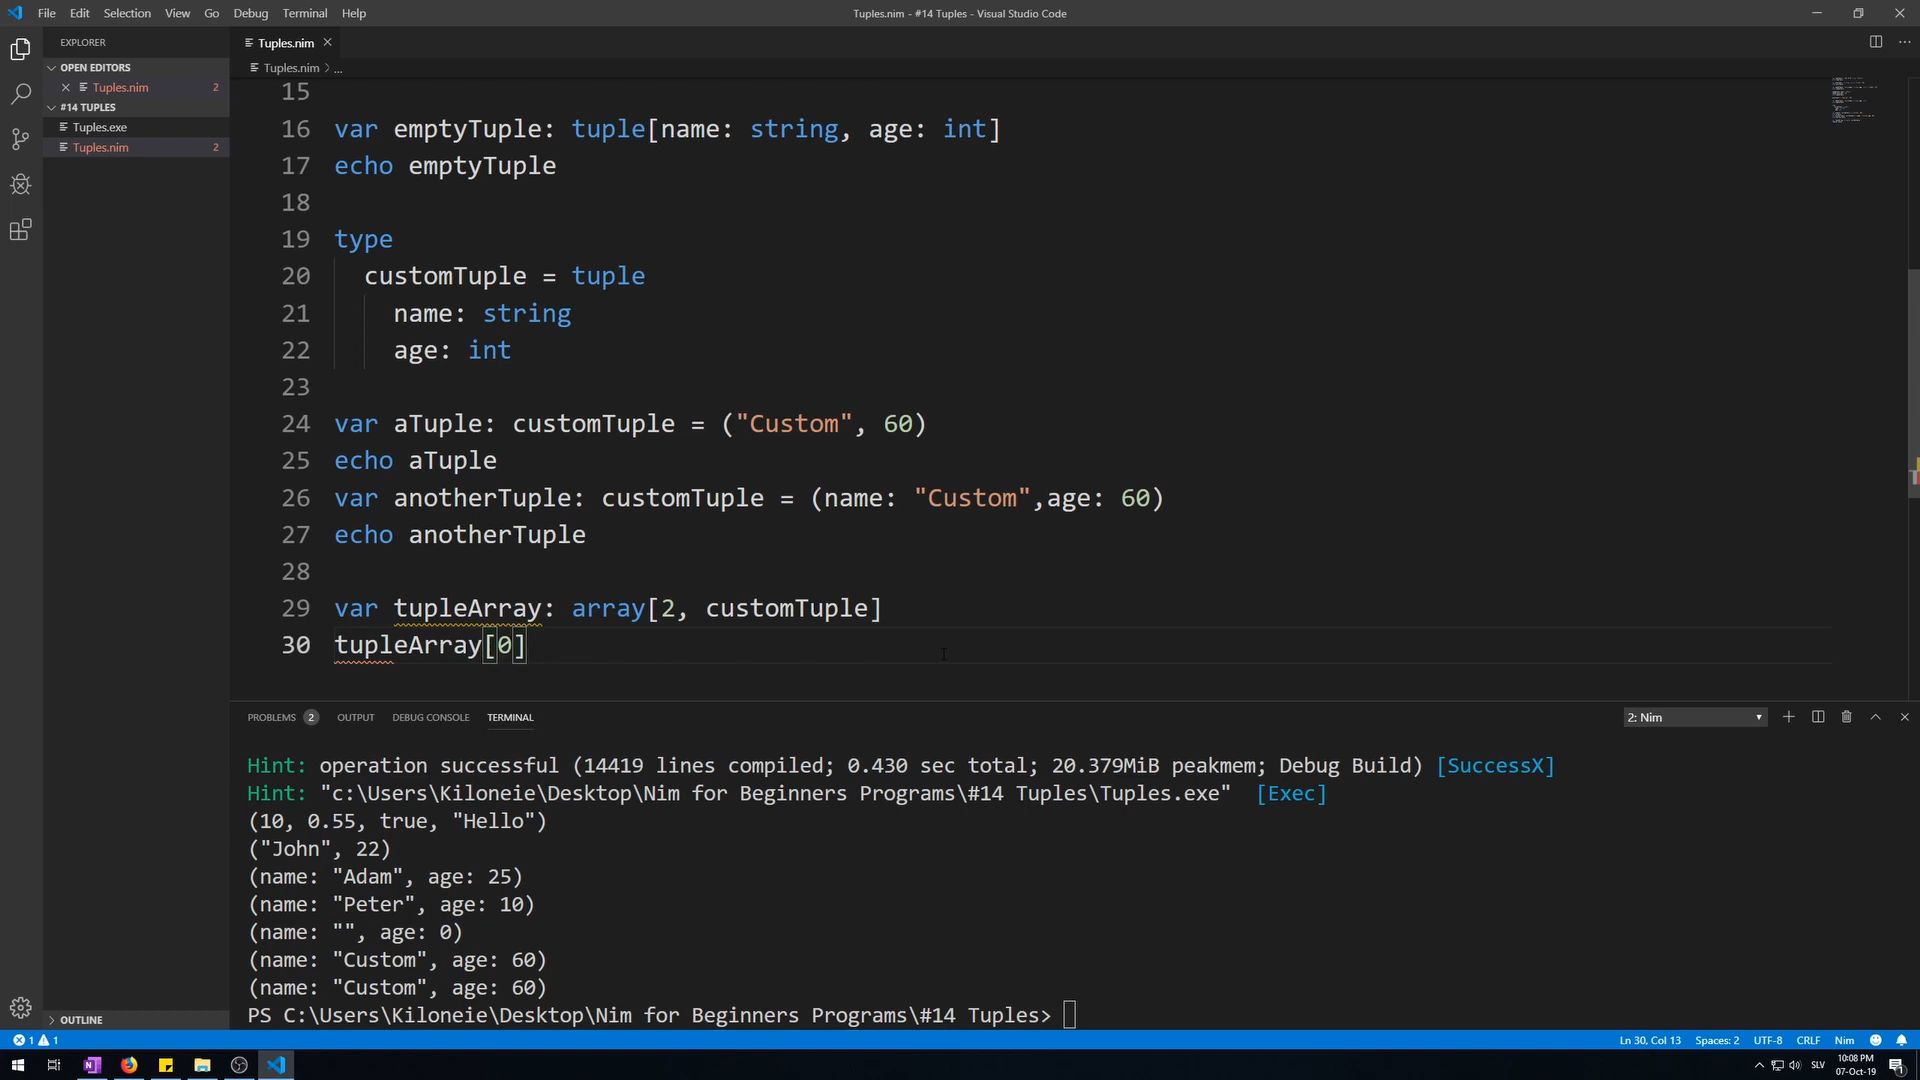 File Edit Selection View Go Debug Terminal Help
Tuples.nim - #14 Tuples - Visual Studio Code
EXPLORER
OPEN EDITORS
Tuples.nim 2
#14 TUPLES
Tuples.exe
Tuples.nim 2
OUTLINE
Tuples.nim
Tuples.nim > ...
15
16 var emptyTuple: tuple[name: string, age: int]
17 echo emptyTuple
18
19 type
20 customTuple = tuple
21 name: string
22 age: int
23
24 var aTuple: customTuple = ("Custom", 60)
25 echo aTuple
26 var anotherTuple: customTuple = (name: "Custom",age: 60)
27 echo anotherTuple
28
29 var tupleArray: array[2, customTuple]
30 tupleArray[0]
PROBLEMS 2 OUTPUT DEBUG CONSOLE TERMINAL
2: Nim
Hint: operation successful (14419 lines compiled; 0.430 sec total; 20.379MiB peakmem; Debug Build) [SuccessX]
Hint: "c:\Users\Kiloneie\Desktop\Nim for Beginners Programs\#14 Tuples\Tuples.exe" [Exec]
(10, 0.55, true, "Hello")
("John", 22)
(name: "Adam", age: 25)
(name: "Peter", age: 10)
(name: "", age: 0)
(name: "Custom", age: 60)
(name: "Custom", age: 60)
PS C:\Users\Kiloneie\Desktop\Nim for Beginners Programs\#14 Tuples>
1 1
Ln 30, Col 13 Spaces: 2 UTF-8 CRLF Nim
SLV
10:08 PM
07-Oct-19